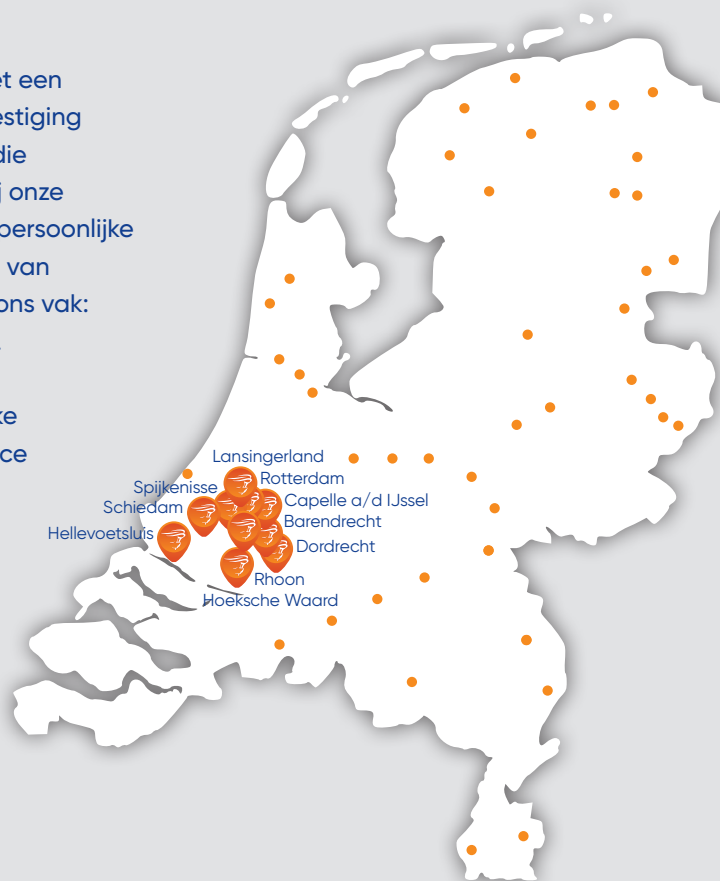 et een
estiging
die
j onze
persoonlijke
van
ons vak:
ke
ce
Lansingerland
Rotterdam
Spijkenisse
Capelle a/d IJssel
Schiedam
Barendrecht
Hellevoetsluis
Dordrecht
Rhoon
Hoeksche Waard